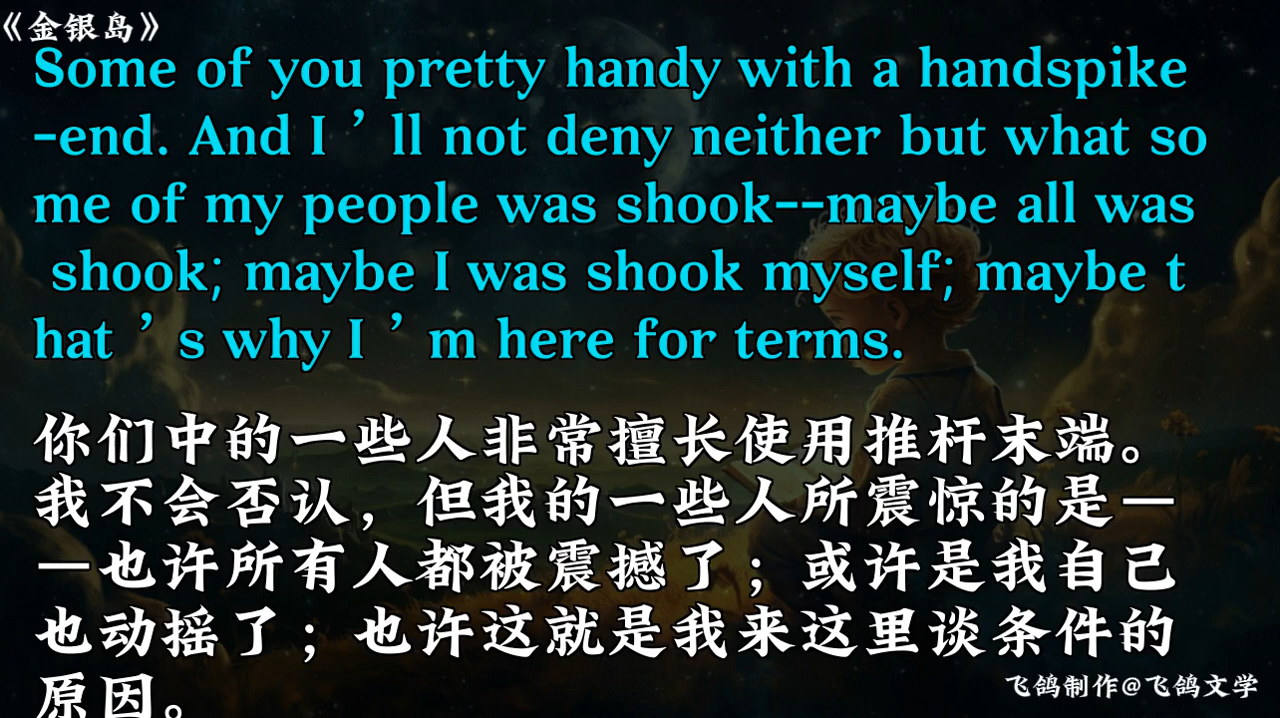 《金银岛》
Some of you pretty handy with a handspike
-end. And I’ll not deny neither but what so
me of my people was shook--maybe all was
shook; maybe I was shook myself; maybe t
hat’s why I’m here for terms.
你们中的一些人非常擅长使用推杆末端。
我不会否认，但我的一些人所震惊的是—
—也许所有人都被震撼了；或许是我自己
也动摇了；也许这就是我来这里谈条件的
原因。
飞鸽制作@飞鸽文学